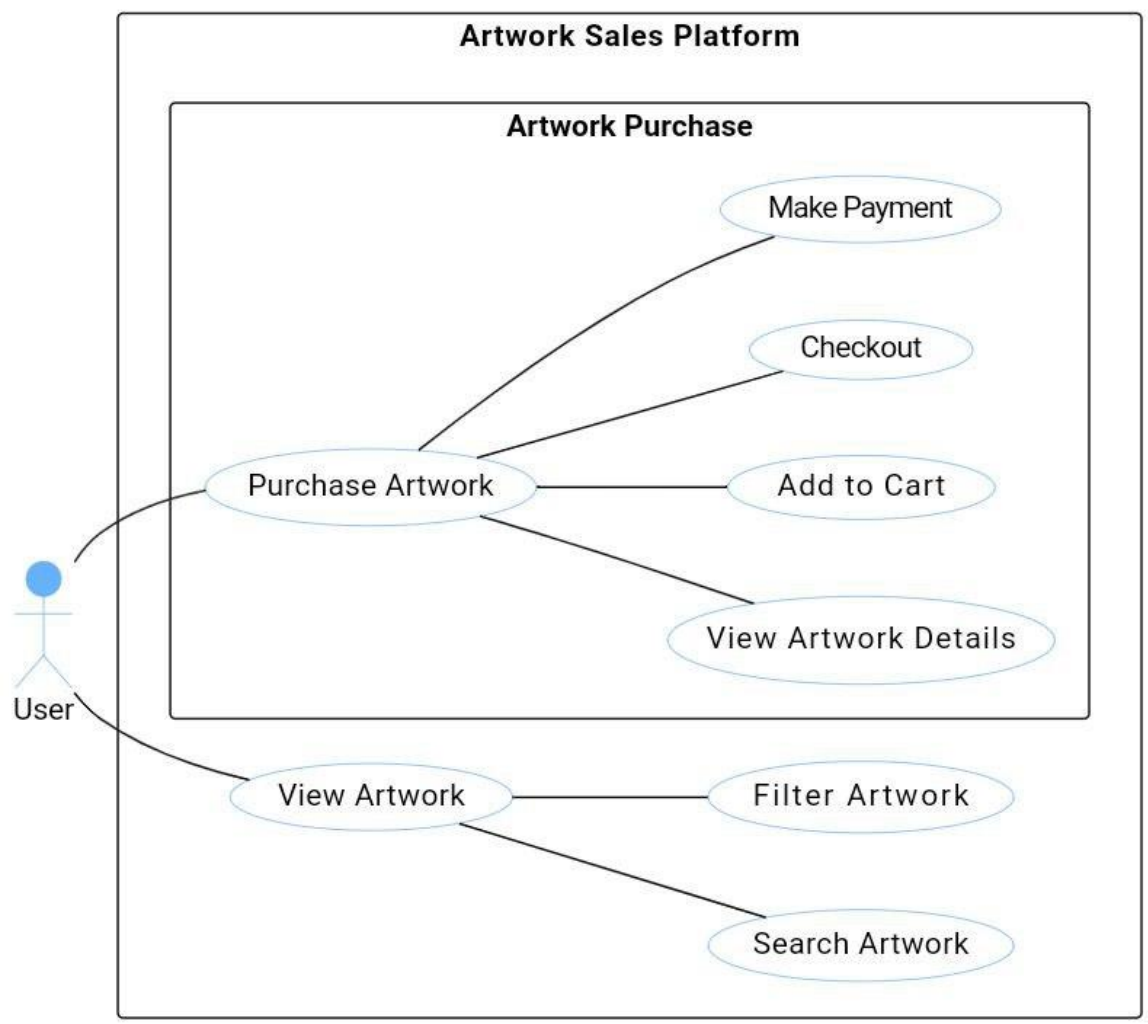 Artwork Sales Platform
Artwork Purchase
Make Payment
Checkout
Purchase Artwork
Add to Cart
View Artwork Details
User
View Artwork
Filter Artwork
Search Artwork